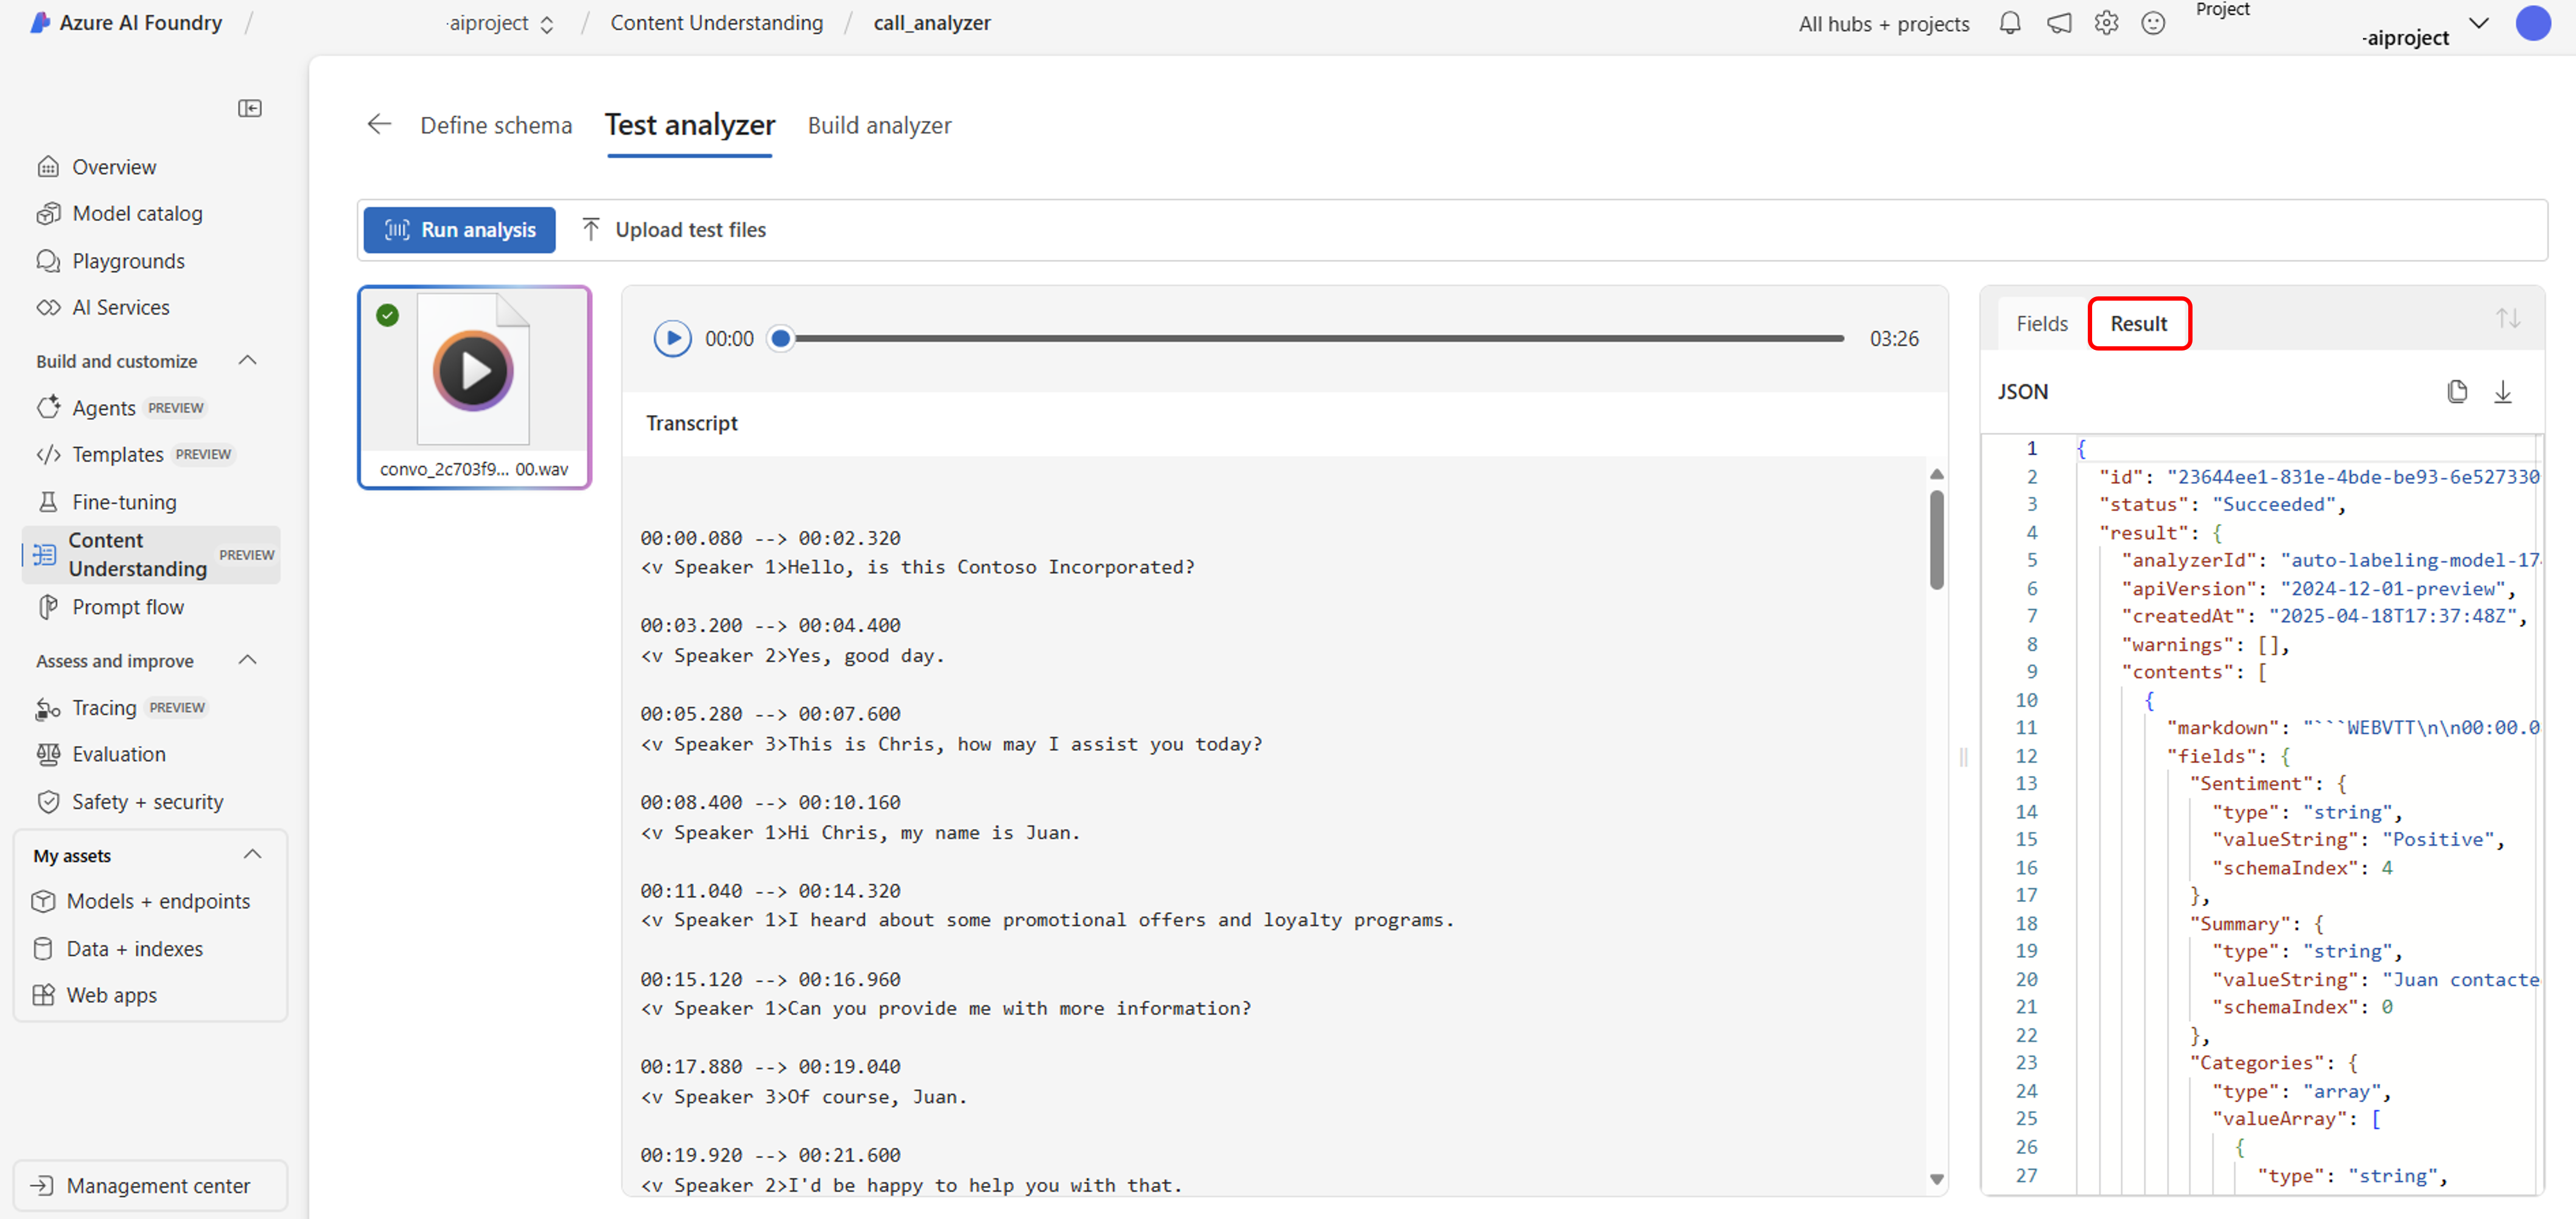 Azure AI Foundry / -aiproject / Content Understanding / call_analyzer
All hubs + projects
Project
-aiproject
Overview
Model catalog
Playgrounds
AI Services
Build and customize
Agents PREVIEW
Templates PREVIEW
Fine-tuning
Content Understanding PREVIEW
Prompt flow
Assess and improve
Tracing PREVIEW
Evaluation
Safety + security
My assets
Models + endpoints
Data + indexes
Web apps
Management center
Define schema
Test analyzer
Build analyzer
Run analysis
Upload test files
convo_2c703f9... 00.wav
00:00
03:26
Transcript
00:00.080 --> 00:02.320
<v Speaker 1>Hello, is this Contoso Incorporated?
00:03.200 --> 00:04.400
<v Speaker 2>Yes, good day.
00:05.280 --> 00:07.600
<v Speaker 3>This is Chris, how may I assist you today?
00:08.400 --> 00:10.160
<v Speaker 1>Hi Chris, my name is Juan.
00:11.040 --> 00:14.320
<v Speaker 1>I heard about some promotional offers and loyalty programs.
00:15.120 --> 00:16.960
<v Speaker 1>Can you provide me with more information?
00:17.880 --> 00:19.040
<v Speaker 3>Of course, Juan.
00:19.920 --> 00:21.600
<v Speaker 2>I'd be happy to help you with that.
Fields
Result
JSON
1 {
2 "id": "23644ee1-831e-4bde-be93-6e527330
3 "status": "Succeeded",
4 "result": {
5 "analyzerId": "auto-labeling-model-17
6 "apiVersion": "2024-12-01-preview",
7 "createdAt": "2025-04-18T17:37:48Z",
8 "warnings": [],
9 "contents": [
10 {
11 "markdown": "```WEBVTT\n\n00:00.0
12 "fields": {
13 "Sentiment": {
14 "type": "string",
15 "valueString": "Positive",
16 "schemaIndex": 4
17 },
18 "Summary": {
19 "type": "string",
20 "valueString": "Juan contacte
21 "schemaIndex": 0
22 },
23 "Categories": {
24 "type": "array",
25 "valueArray": [
26 {
27 "type": "string",